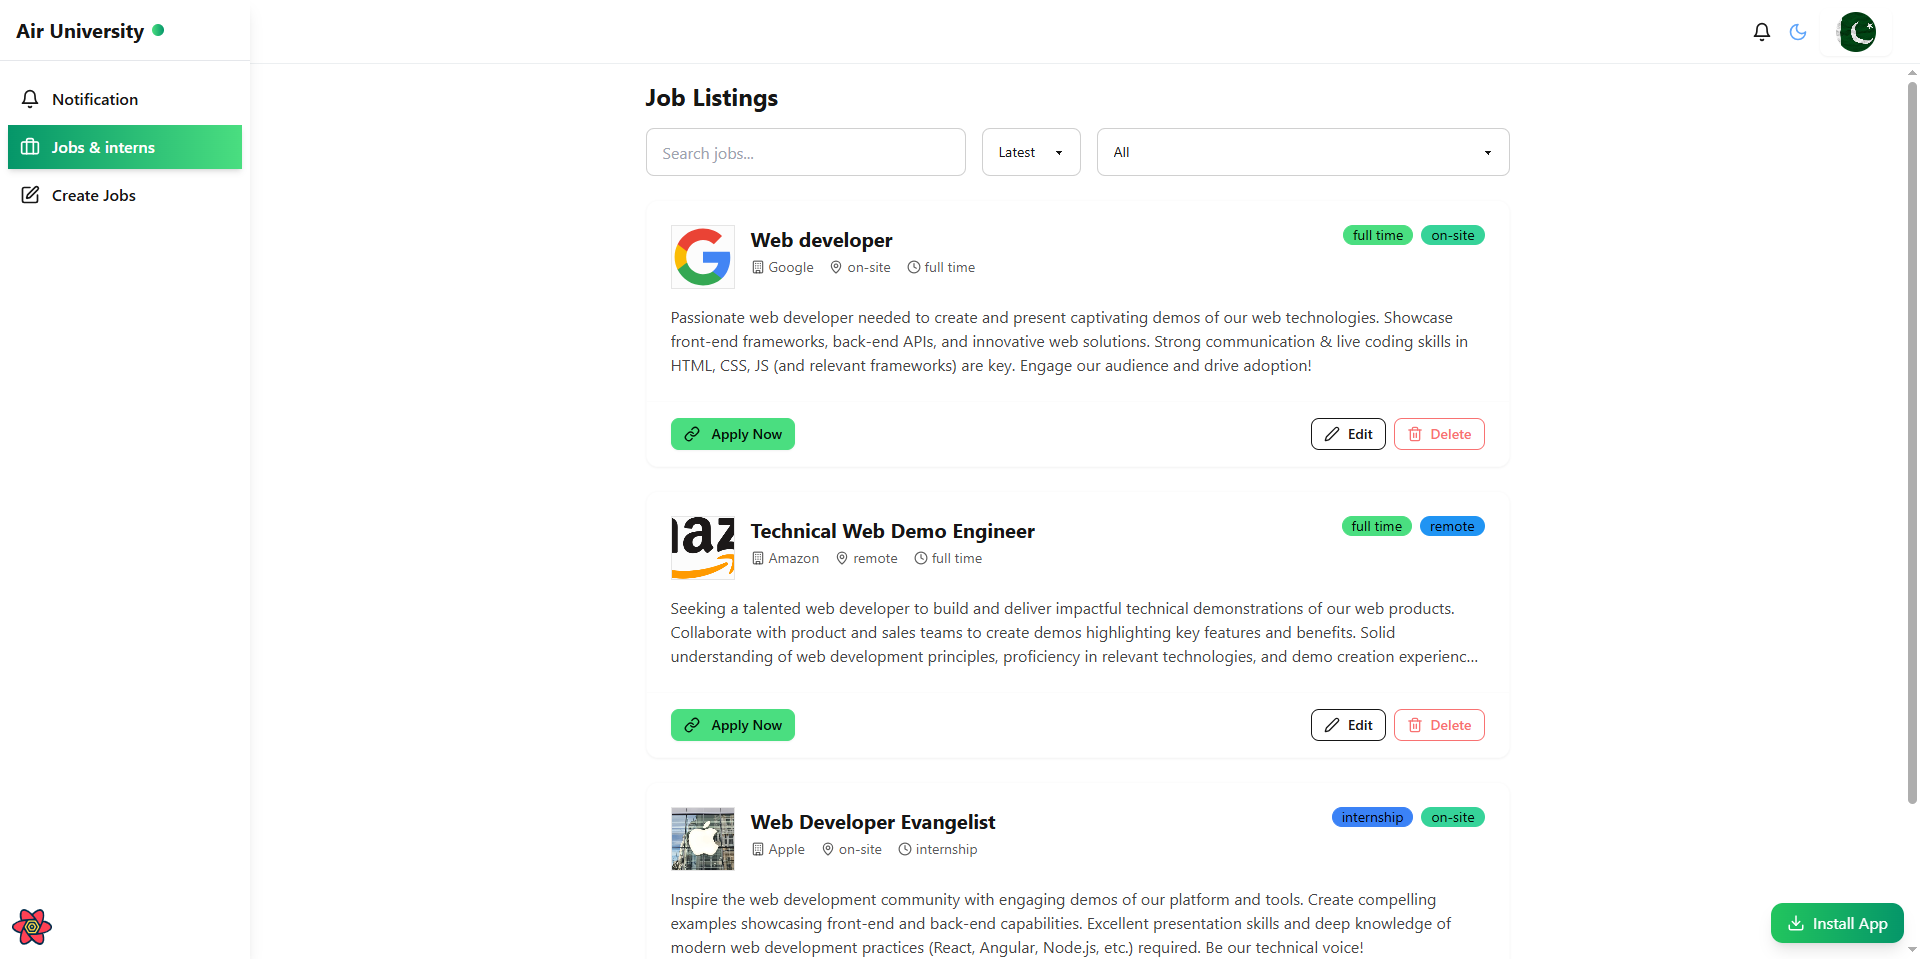 Air University
Notification
Jobs & interns
Create Jobs
Job Listings
Search jobs...
Latest
All
Web developer
Google on-site full time
full time on-site
Passionate web developer needed to create and present captivating demos of our web technologies. Showcase
front-end frameworks, back-end APIs, and innovative web solutions. Strong communication & live coding skills in
HTML, CSS, JS (and relevant frameworks) are key. Engage our audience and drive adoption!
Apply Now
Edit
Delete
az
Technical Web Demo Engineer
Amazon remote full time
full time remote
Seeking a talented web developer to build and deliver impactful technical demonstrations of our web products.
Collaborate with product and sales teams to create demos highlighting key features and benefits. Solid
understanding of web development principles, proficiency in relevant technologies, and demo creation experienc...
Apply Now
Edit
Delete
Web Developer Evangelist
Apple on-site internship
internship on-site
Inspire the web development community with engaging demos of our platform and tools. Create compelling
examples showcasing front-end and back-end capabilities. Excellent presentation skills and deep knowledge of
modern web development practices (React, Angular, Node.js, etc.) required. Be our technical voice!
Install App